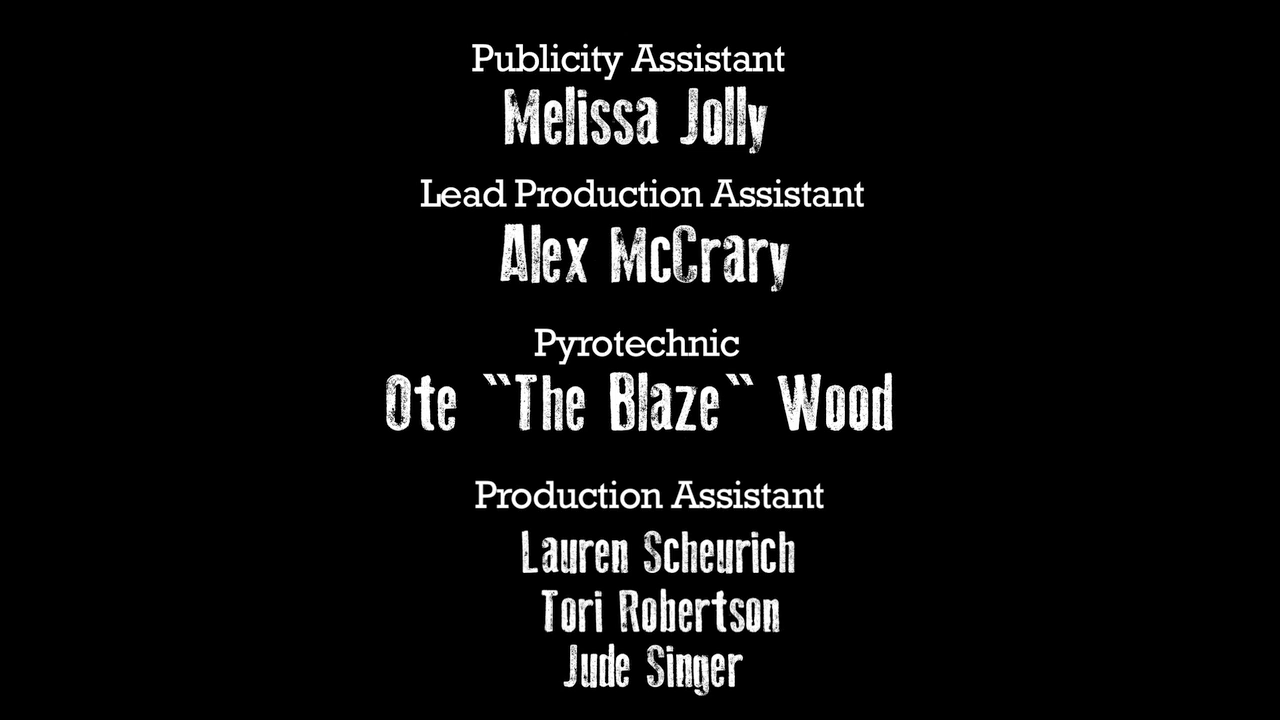 Publicity Assistant
Melissa Jolly
Lead Production Assistant
Alex McCrary
Pyrotechnic
Ote "The Blaze" Wood
Production Assistant
Lauren Scheurich
Tori Robertson
Jude Singer